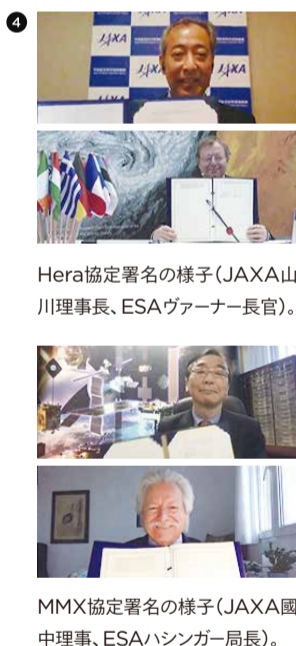 4
JAXA
JAXA
JAXA
Hera協定署名の様子(JAXA山
川理事長、ESAヴァーナー長官)。
MMX協定署名の様子(JAXA國
中理事、ESAハシンガー局長)。